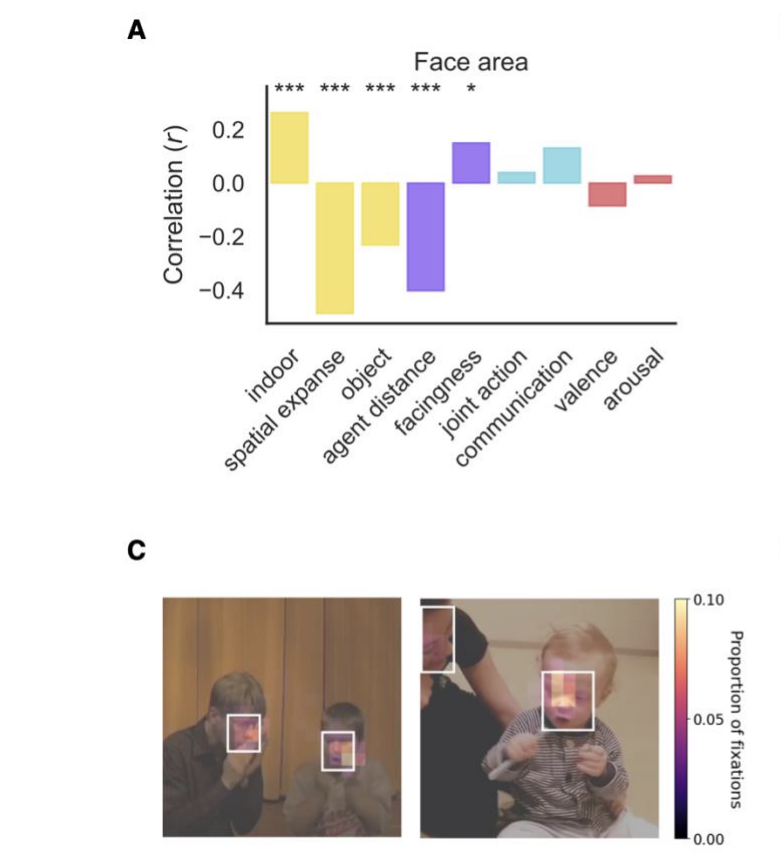 A
Face area
*** *** *** *** *
Correlation (r)
0.2
0.0
−0.2
−0.4
indoor
spatial expanse
object
agent distance
facingness
joint action
communication
valence
arousal
C
0.10
0.05
0.00
Proportion of fixations